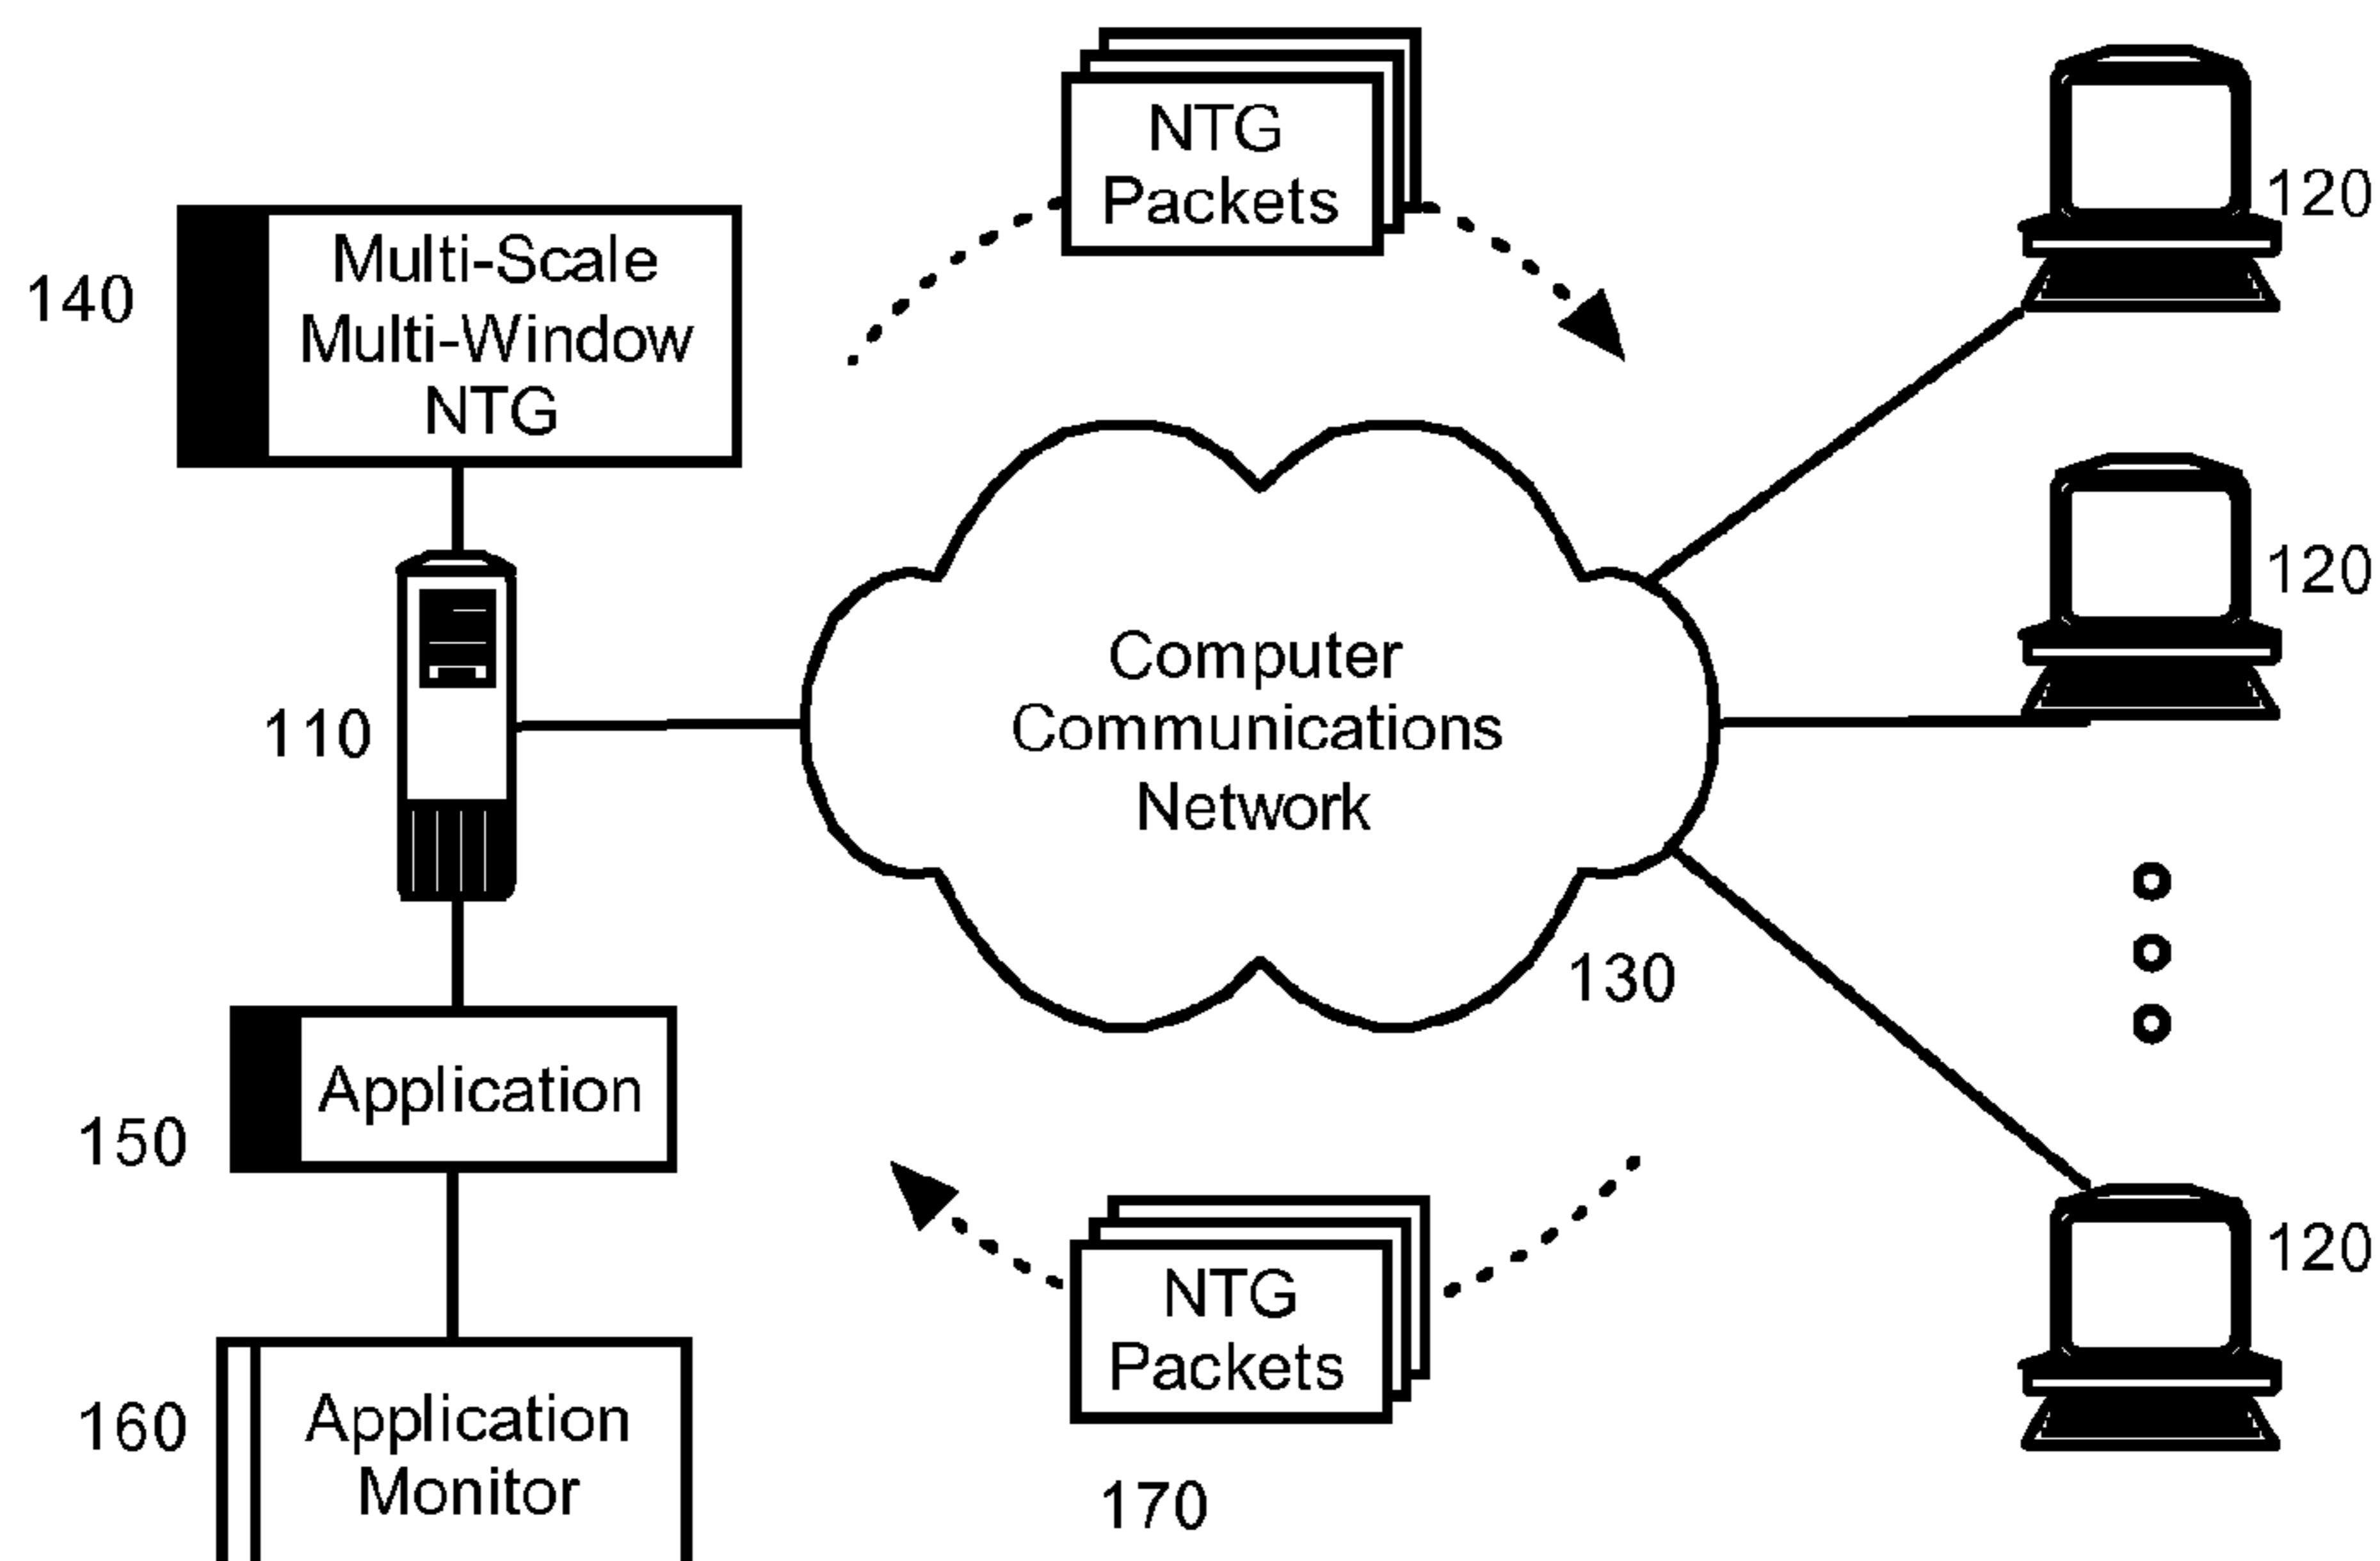 NTG
Packets
120
140
Multi-Scale
Multi-Window
NTG
120
110
Computer
Communications
Network
130
Application
150
120
NTG
Packets
160
Application
Monitor
170